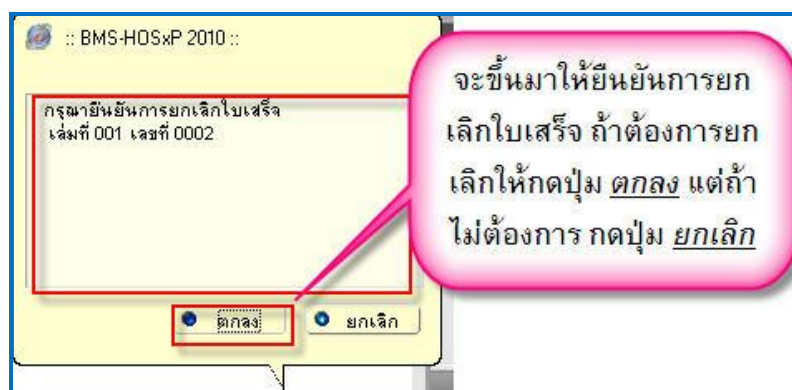 :: BMS-HOSxP 2010 ::
กรุณายืนยันการยกเลิกใบเสร็จ
เล่มที่ 001 เลขที่ 0002
ตกลง
ยกเลิก
จะขึ้นมาให้ยืนยันการยก
เลิกใบเสร็จ ถ้าต้องการยก
เลิกให้กดปุ่ม ตกลง แต่ถ้า
ไม่ต้องการ กดปุ่ม ยกเลิก